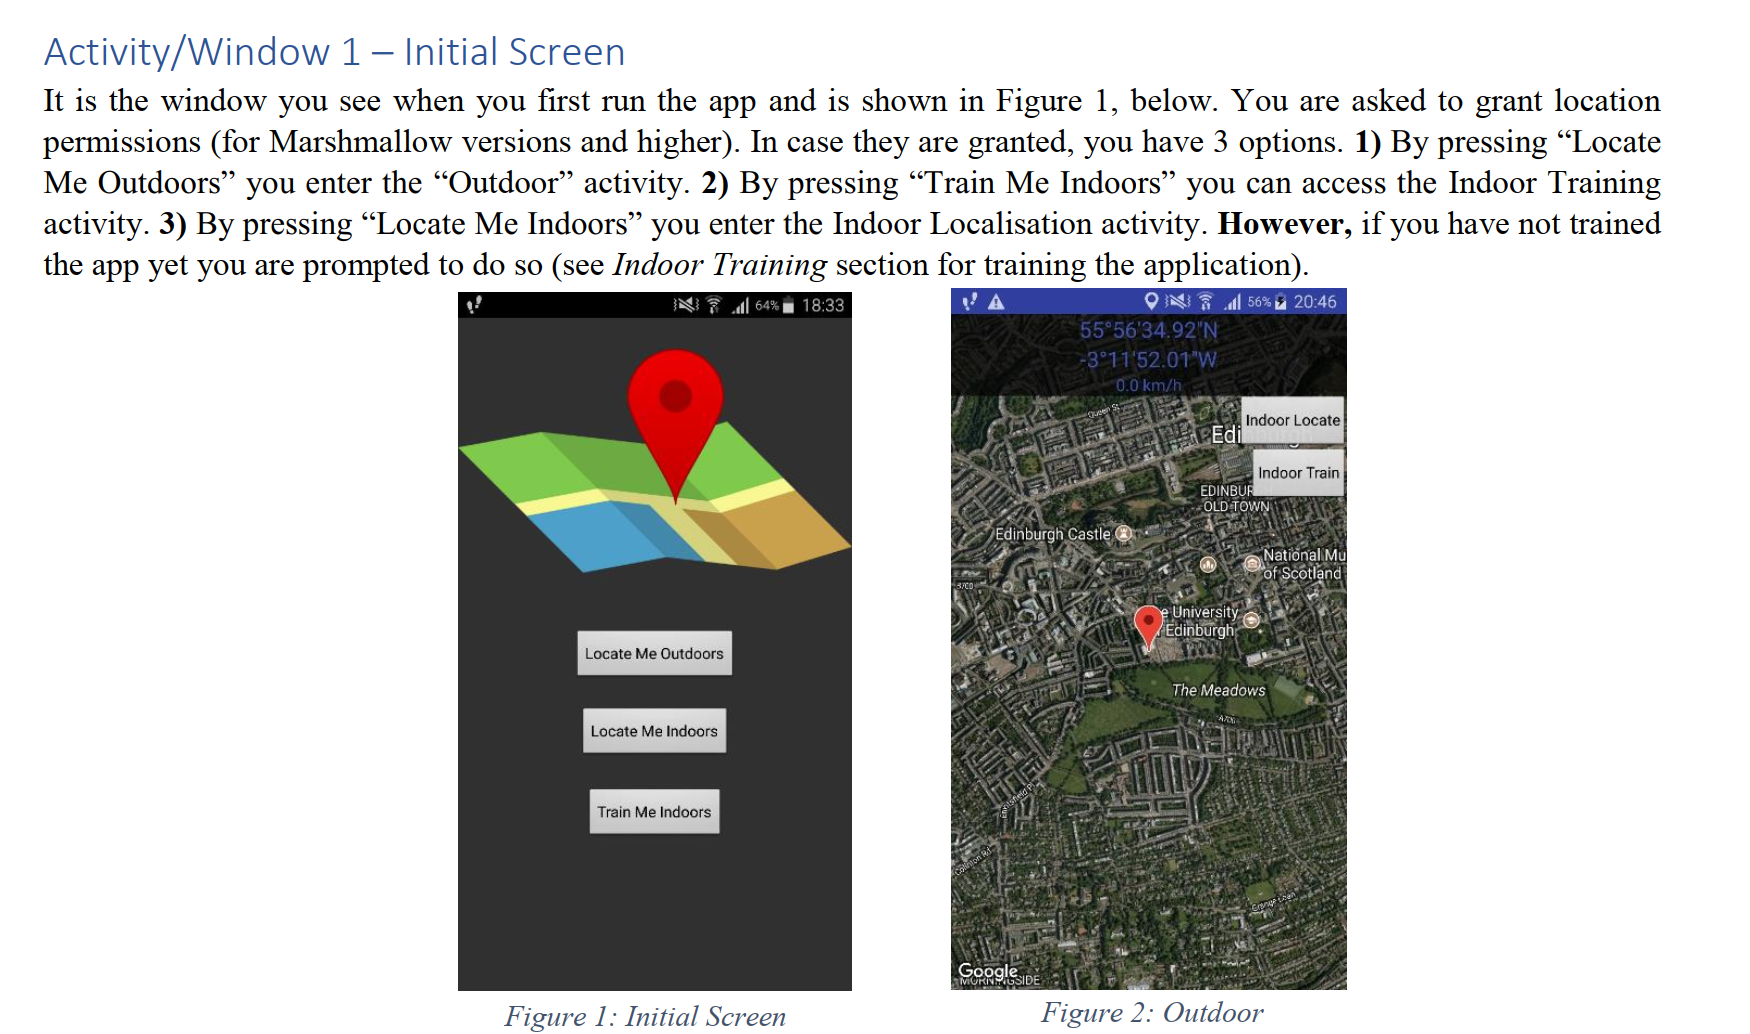 Activity/Window 1 – Initial Screen
It is the window you see when you first run the app and is shown in Figure 1, below. You are asked to grant location
permissions (for Marshmallow versions and higher). In case they are granted, you have 3 options. 1) By pressing “Locate
Me Outdoors” you enter the “Outdoor” activity. 2) By pressing “Train Me Indoors” you can access the Indoor Training
activity. 3) By pressing “Locate Me Indoors” you enter the Indoor Localisation activity. However, if you have not trained
the app yet you are prompted to do so (see Indoor Training section for training the application).
64% 18:33
Locate Me Outdoors
Locate Me Indoors
Train Me Indoors
Figure 1: Initial Screen
56% 20:46
55°56'34.92"N
-3°11'52.01"W
0.0 km/h
Queen St
Indoor Locate
Edi
Indoor Train
EDINBUR
OLD TOWN
Edinburgh Castle
National Mu
of Scotland
e University
Edinburgh
The Meadows
Colinton Rd
Grange Loan
Google
MORNINGSIDE
Figure 2: Outdoor